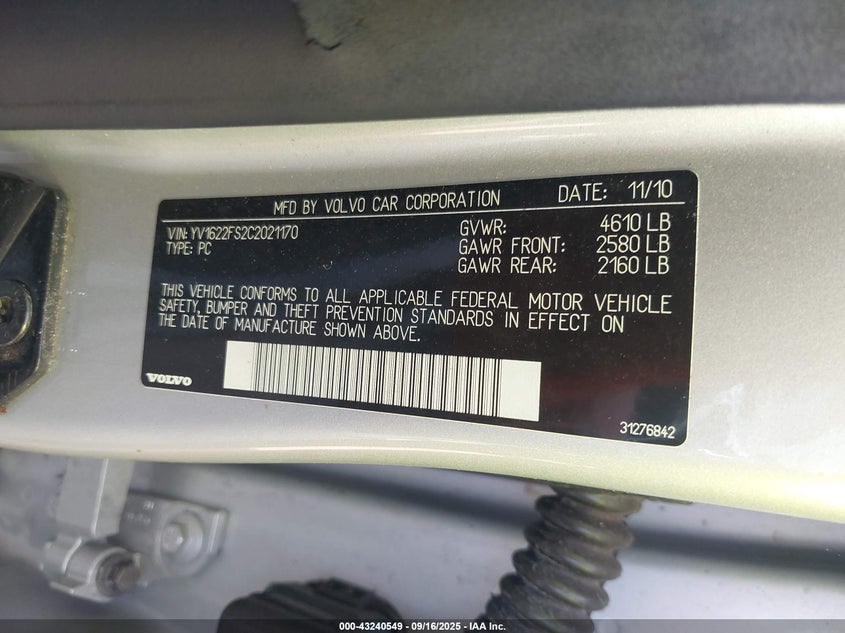 MFD BY VOLVO CAR CORPORATION DATE: 11/10
VIN: YV1622FS2C2021170
TYPE: PC
GVWR: 4610 LB
GAWR FRONT: 2580 LB
GAWR REAR: 2160 LB
THIS VEHICLE CONFORMS TO ALL APPLICABLE FEDERAL MOTOR VEHICLE
SAFETY, BUMPER AND THEFT PREVENTION STANDARDS IN EFFECT ON
THE DATE OF MANUFACTURE SHOWN ABOVE.
VOLVO
31276842
000-43240549 - 09/16/2025 - IAA Inc.